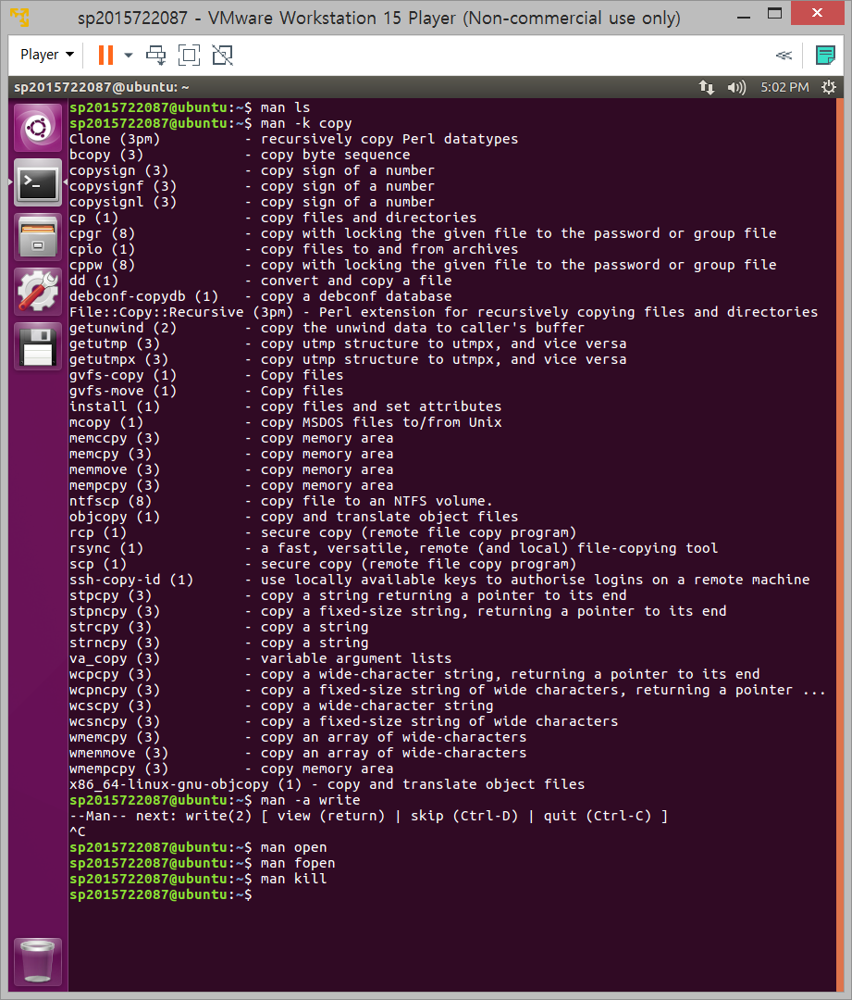 sp2015722087 - VMware Workstation 15 Player (Non-commercial use only)
Player
sp2015722087@ubuntu: ~
5:02 PM
sp2015722087@ubuntu:~$ man ls
sp2015722087@ubuntu:~$ man -k copy
Clone (3pm)          - recursively copy Perl datatypes
bcopy (3)            - copy byte sequence
copysign (3)         - copy sign of a number
copysignf (3)        - copy sign of a number
copysignl (3)        - copy sign of a number
cp (1)               - copy files and directories
cpgr (8)             - copy with locking the given file to the password or group file
cpio (1)             - copy files to and from archives
cppw (8)             - copy with locking the given file to the password or group file
dd (1)               - convert and copy a file
debconf-copydb (1)   - copy a debconf database
File::Copy::Recursive (3pm) - Perl extension for recursively copying files and directories
getunwind (2)        - copy the unwind data to caller's buffer
getutmp (3)          - copy utmp structure to utmpx, and vice versa
getutmpx (3)         - copy utmp structure to utmpx, and vice versa
gvfs-copy (1)        - Copy files
gvfs-move (1)        - Copy files
install (1)          - copy files and set attributes
mcopy (1)            - copy MSDOS files to/from Unix
memccpy (3)          - copy memory area
memcpy (3)           - copy memory area
memmove (3)          - copy memory area
mempcpy (3)          - copy memory area
ntfscp (8)           - copy file to an NTFS volume.
objcopy (1)          - copy and translate object files
rcp (1)              - secure copy (remote file copy program)
rsync (1)            - a fast, versatile, remote (and local) file-copying tool
scp (1)              - secure copy (remote file copy program)
ssh-copy-id (1)      - use locally available keys to authorise logins on a remote machine
stpcpy (3)           - copy a string returning a pointer to its end
stpncpy (3)          - copy a fixed-size string, returning a pointer to its end
strcpy (3)           - copy a string
strncpy (3)          - copy a string
va_copy (3)          - variable argument lists
wcpcpy (3)           - copy a wide-character string, returning a pointer to its end
wcpncpy (3)          - copy a fixed-size string of wide characters, returning a pointer ...
wcscpy (3)           - copy a wide-character string
wcsncpy (3)          - copy a fixed-size string of wide characters
wmemcpy (3)          - copy an array of wide-characters
wmemmove (3)         - copy an array of wide-characters
wmempcpy (3)         - copy memory area
x86_64-linux-gnu-objcopy (1) - copy and translate object files
sp2015722087@ubuntu:~$ man -a write
--Man-- next: write(2) [ view (return) | skip (Ctrl-D) | quit (Ctrl-C) ]
^C
sp2015722087@ubuntu:~$ man open
sp2015722087@ubuntu:~$ man fopen
sp2015722087@ubuntu:~$ man kill
sp2015722087@ubuntu:~$